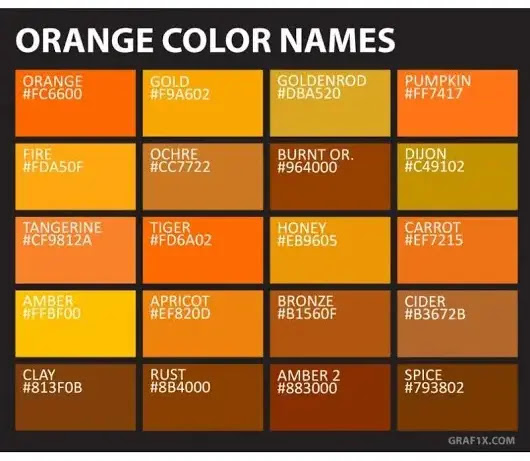 ORANGE COLOR NAMES
ORANGE
#FC6600
GOLD
#F9A602
GOLDENROD
#DBA520
PUMPKIN
#FF7417
FIRE
#FDA50F
OCHRE
#CC7722
BURNT OR.
#964000
DIJON
#C49102
TANGERINE
#CF9812A
TIGER
#FD6A02
HONEY
#EB9605
CARROT
#EF7215
AMBER
#FFBF00
APRICOT
#EF820D
BRONZE
#B1560F
CIDER
#B3672B
CLAY
#813F0B
RUST
#8B4000
AMBER 2
#883000
SPICE
#793802
GRAF1X.COM